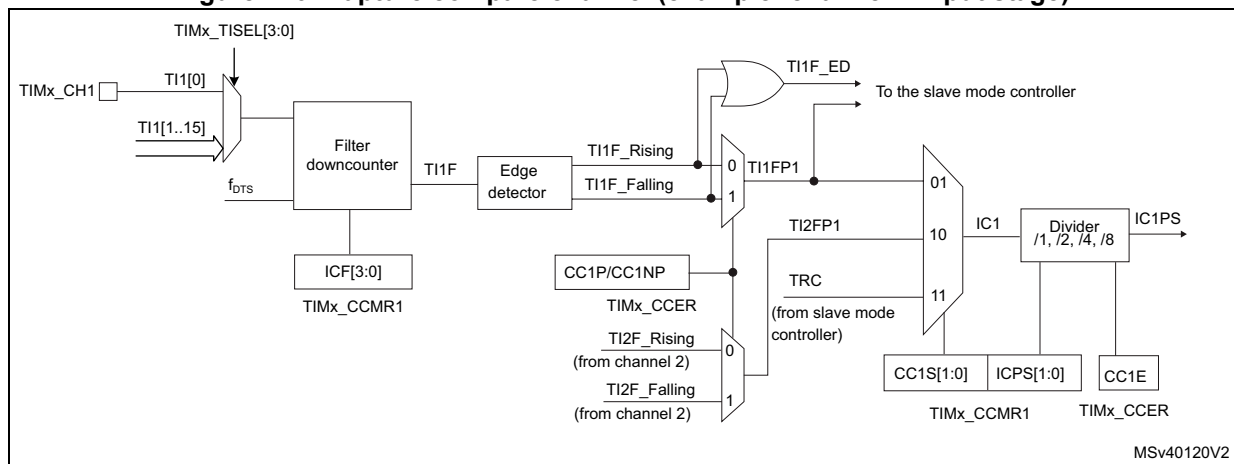 TIMx_TISEL[3:0]
TIMx_CH1
TI1[0]
TI1[1..15]
fDTS
Filter
downcounter
ICF[3:0]
TIMx_CCMR1
TI1F
Edge
detector
TI1F_Rising
TI1F_Falling
TI1F_ED
To the slave mode controller
0
1
TI1FP1
CC1P/CC1NP
TIMx_CCER
TI2F_Rising
(from channel 2)
TI2F_Falling
(from channel 2)
0
1
TI2FP1
TRC
(from slave mode
controller)
01
10
11
IC1
Divider
/1, /2, /4, /8
IC1PS
CC1S[1:0]
ICPS[1:0]
TIMx_CCMR1
CC1E
TIMx_CCER
MSv40120V2